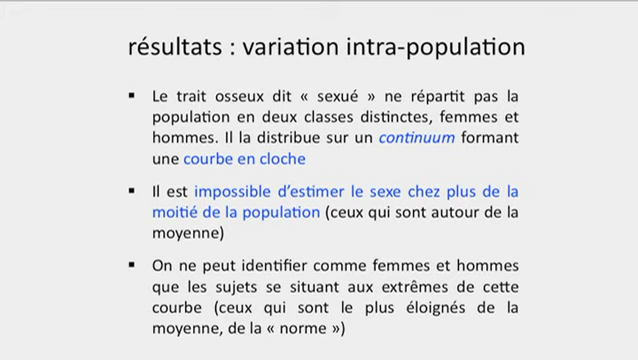 résultats : variation intra-population
▪ Le trait osseux dit « sexué » ne répartit pas la
population en deux classes distinctes, femmes et
hommes. Il la distribue sur un continuum formant
une courbe en cloche
▪ Il est impossible d’estimer le sexe chez plus de la
moitié de la population (ceux qui sont autour de la
moyenne)
▪ On ne peut identifier comme femmes et hommes
que les sujets se situant aux extrêmes de cette
courbe (ceux qui sont le plus éloignés de la
moyenne, de la « norme »)